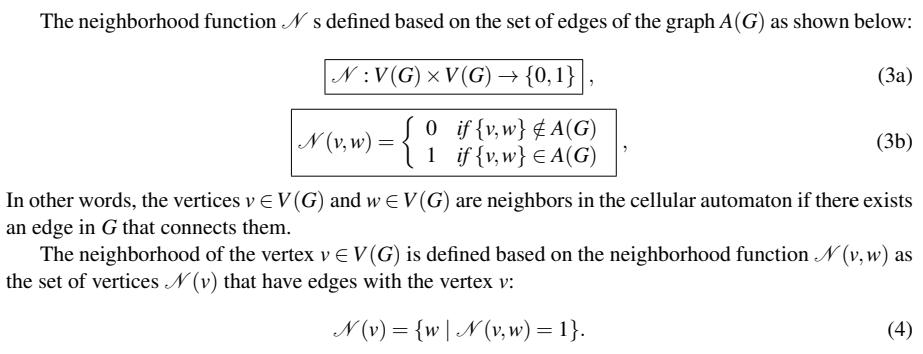 The neighborhood function 𝒩 s defined based on the set of edges of the graph A(G) as shown below:
𝒩 : V(G) × V(G) → {0,1} , (3a)
𝒩(v,w) = { 0 if {v,w} ∉ A(G)
1 if {v,w} ∈ A(G) , (3b)
In other words, the vertices v ∈ V(G) and w ∈ V(G) are neighbors in the cellular automaton if there exists
an edge in G that connects them.
The neighborhood of the vertex v ∈ V(G) is defined based on the neighborhood function 𝒩(v,w) as
the set of vertices 𝒩(v) that have edges with the vertex v:
𝒩(v) = {w | 𝒩(v,w) = 1}. (4)